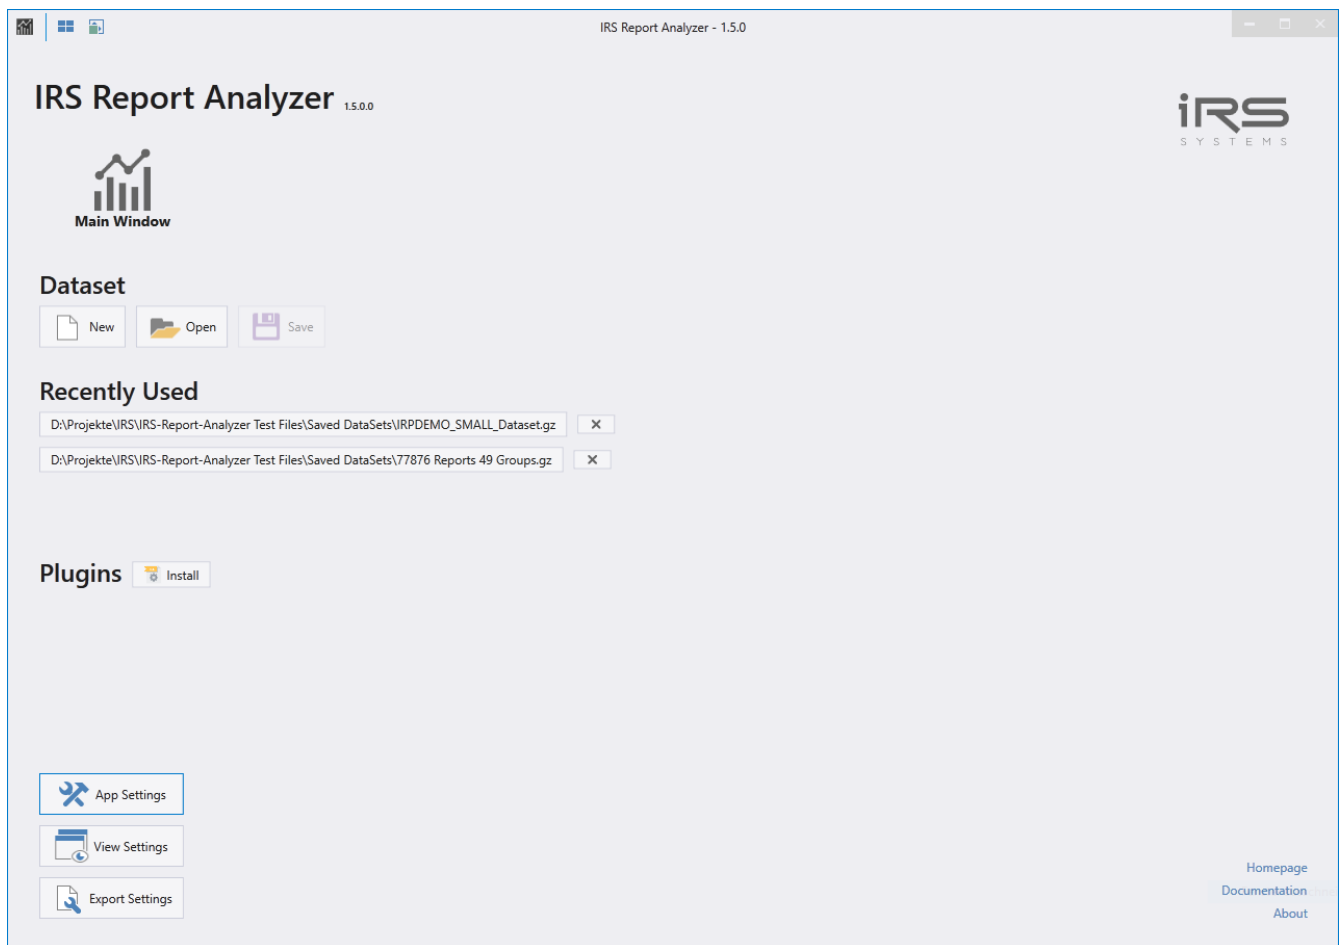 IRS Report Analyzer - 1.5.0
IRS Report Analyzer 1.5.0.0
iRS
SYSTEMS
Main Window
Dataset
New Open Save
Recently Used
D:\Projekte\IRS\IRS-Report-Analyzer Test Files\Saved DataSets\IRPDEMO_SMALL_Dataset.gz
D:\Projekte\IRS\IRS-Report-Analyzer Test Files\Saved DataSets\77876 Reports 49 Groups.gz
Plugins Install
App Settings
View Settings
Export Settings
Homepage
Documentation
About